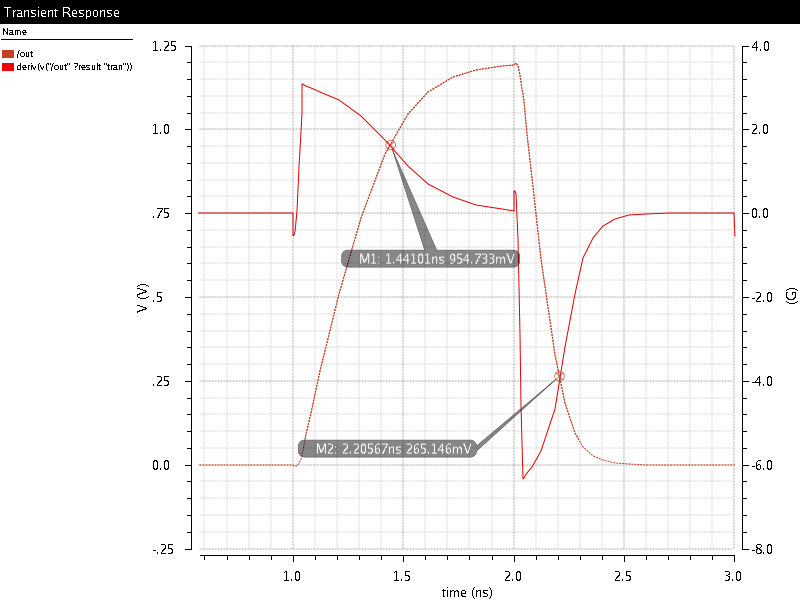 Transient Response
Name
/out
deriv(v("/out" ?result "tran"))
1.25
1.0
.75
.5
.25
0.0
-.25
V (V)
4.0
2.0
0.0
-2.0
-4.0
-6.0
-8.0
(G)
M1: 1.44101ns 954.733mV
M2: 2.20567ns 265.146mV
1.0 1.5 2.0 2.5 3.0
time (ns)